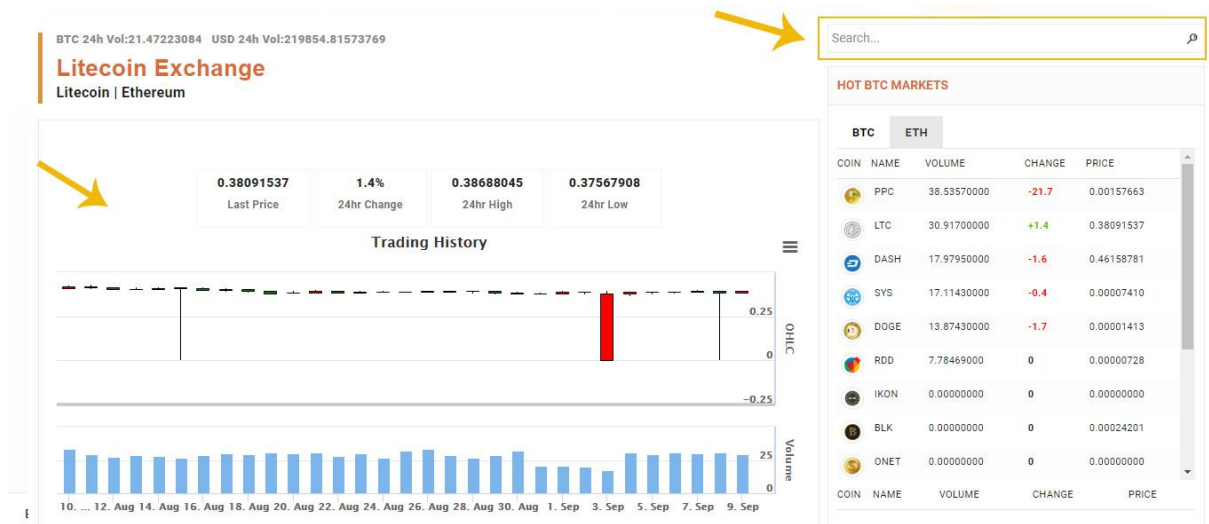 BTC 24h Vol:21.47223084 USD 24h Vol:219854.81573769
Litecoin Exchange
Litecoin | Ethereum
0.38091537 1.4% 0.38688045 0.37567908
Last Price 24hr Change 24hr High 24hr Low
Trading History
0.25
0
-0.25
OHLC
25
0
Volume
10. ... 12. Aug 14. Aug 16. Aug 18. Aug 20. Aug 22. Aug 24. Aug 26. Aug 28. Aug 30. Aug 1. Sep 3. Sep 5. Sep 7. Sep 9. Sep
Search...
HOT BTC MARKETS
BTC ETH
COIN NAME VOLUME CHANGE PRICE
PPC 38.53570000 -21.7 0.00157663
LTC 30.91700000 +1.4 0.38091537
DASH 17.97950000 -1.6 0.46158781
SYS 17.11430000 -0.4 0.00007410
DOGE 13.87430000 -1.7 0.00001413
RDD 7.78469000 0 0.00000728
IKON 0.00000000 0 0.00000000
BLK 0.00000000 0 0.00024201
ONET 0.00000000 0 0.00000000
COIN NAME VOLUME CHANGE PRICE